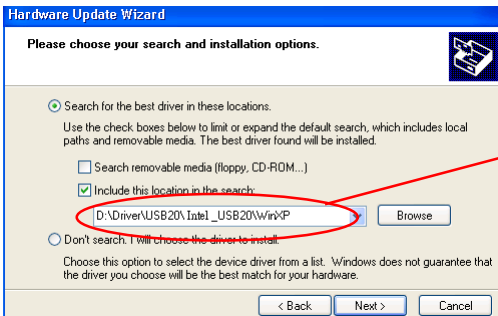 Hardware Update Wizard
Please choose your search and installation options.
Search for the best driver in these locations.
Use the check boxes below to limit or expand the default search, which includes local
paths and removable media. The best driver found will be installed.
Search removable media (floppy, CD-ROM...)
Include this location in the search:
D:\Driver\USB20\ Intel _USB20\WinXP
Browse
Don't search. I will choose the driver to install.
Choose this option to select the device driver from a list. Windows does not guarantee that
the driver you choose will be the best match for your hardware.
< Back Next > Cancel